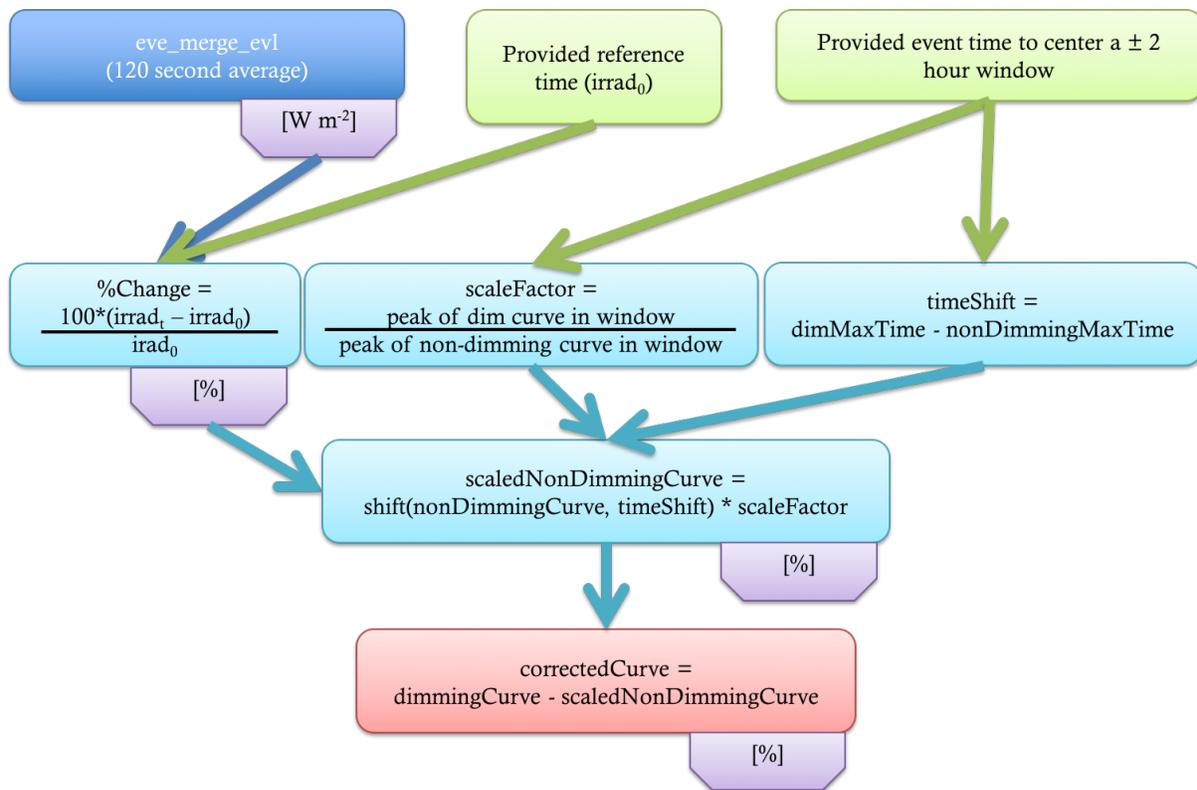 eve_merge_evl
(120 second average)
[W m⁻²]
Provided reference
time (irrad₀)
Provided event time to center a ± 2
hour window
%Change =
100*(irradₜ – irrad₀)
irad₀
[%]
scaleFactor =
peak of dim curve in window
peak of non-dimming curve in window
timeShift =
dimMaxTime - nonDimmingMaxTime
scaledNonDimmingCurve =
shift(nonDimmingCurve, timeShift) * scaleFactor
[%]
correctedCurve =
dimmingCurve - scaledNonDimmingCurve
[%]